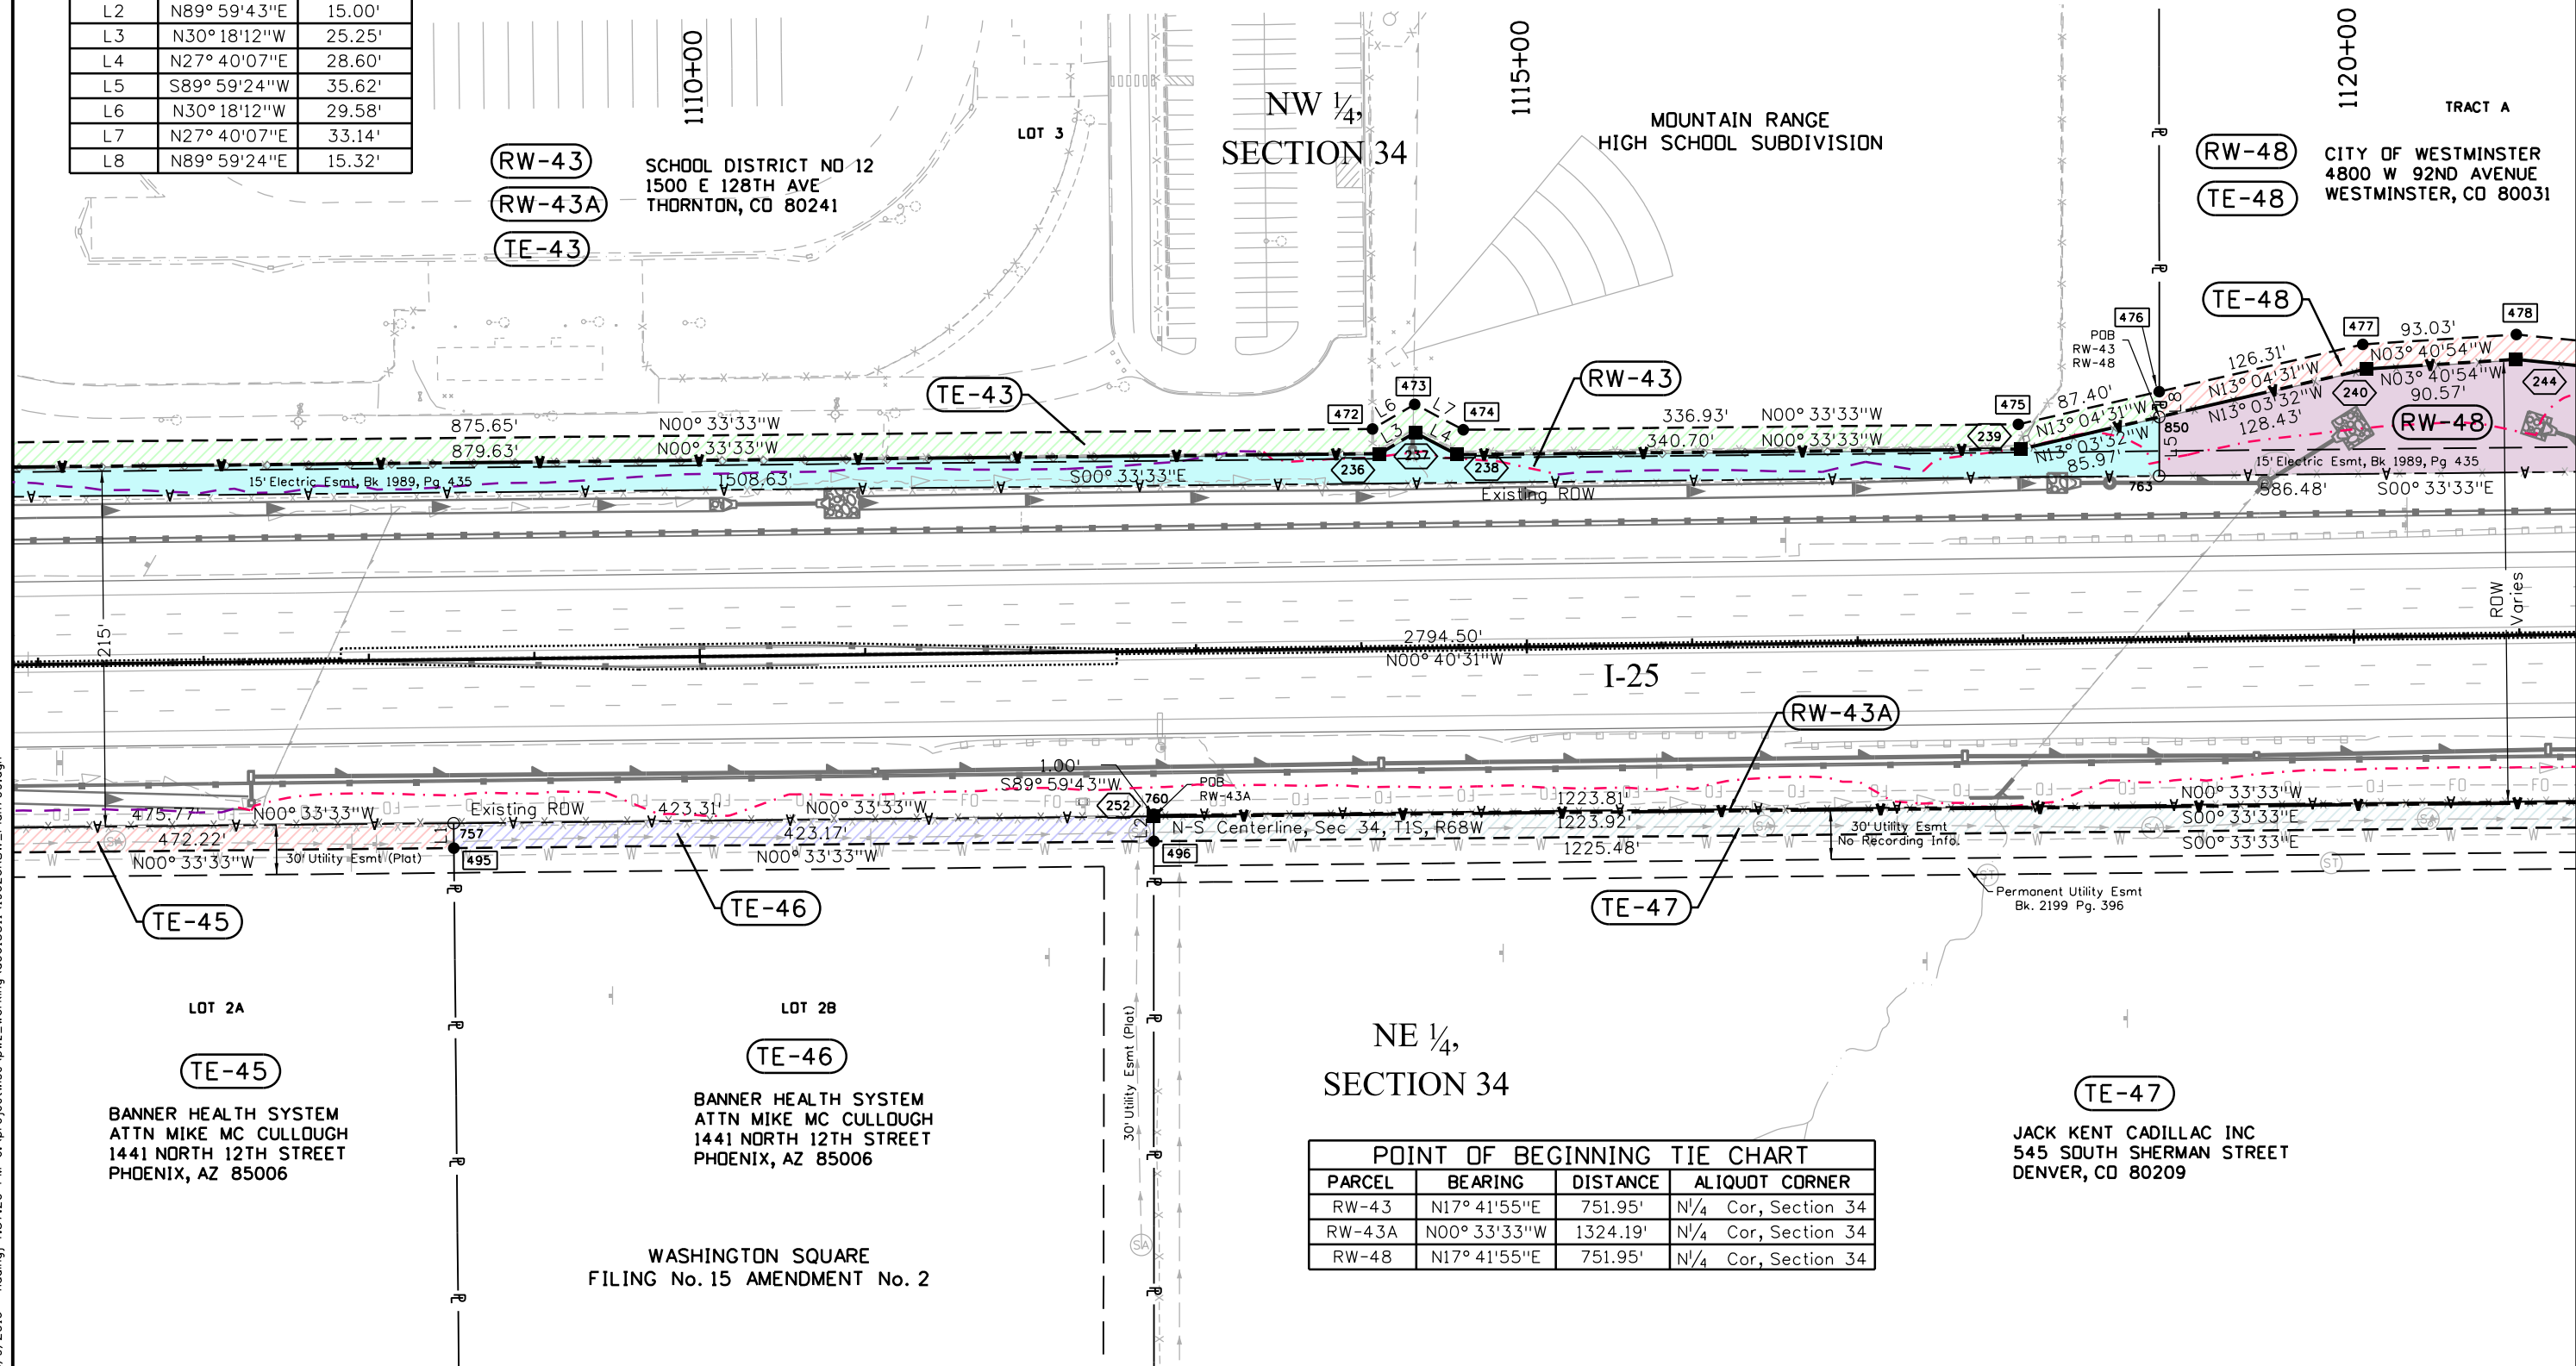 L2 N89°59'43"E 15.00'
L3 N30°18'12"W 25.25'
L4 N27°40'07"E 28.60'
L5 S89°59'24"W 35.62'
L6 N30°18'12"W 29.58'
L7 N27°40'07"E 33.14'
L8 N89°59'24"E 15.32'
1110+00
1115+00
1120+00
RW-43
RW-43A
TE-43
SCHOOL DISTRICT NO 12
1500 E 128TH AVE
THORNTON, CO 80241
LOT 3
NW 1/4,
SECTION 34
MOUNTAIN RANGE
HIGH SCHOOL SUBDIVISION
TRACT A
RW-48
TE-48
CITY OF WESTMINSTER
4800 W 92ND AVENUE
WESTMINSTER, CO 80031
TE-48
476
POB
RW-43
RW-48
477
93.03'
478
126.31'
N03°40'54"W
N13°04'31"W
N03°40'54"W
90.57'
240
244
N13°03'32"W
128.43'
RW-48
TE-43
RW-43
472
473
474
L6
L7
L3
L4
236
237
238
475
87.40'
N13°04'31"W
L8
850
L5
239
N13°03'32"W
85.97'
763
875.65' N00°33'33"W
879.63' N00°33'33"W
336.93' N00°33'33"W
340.70' N00°33'33"W
15' Electric Esmt, Bk 1989, Pg 435
1508.63' S00°33'33"E
Existing ROW
15' Electric Esmt, Bk 1989, Pg 435
586.48' S00°33'33"E
215'
ROW
Varies
2794.50'
N00°40'31"W
I-25
RW-43A
1.00'
S89°59'43"W
252
760
POB
RW-43A
475.77' N00°33'33"W
Existing ROW
423.31' N00°33'33"W
1223.81' N00°33'33"W
472.22'
N00°33'33"W
L1
757
495
30' Utility Esmt (Plat)
423.17'
N00°33'33"W
L2
496
N-S Centerline, Sec 34, T1S, R68W
1223.92' S00°33'33"E
1225.48' S00°33'33"E
30' Utility Esmt
No Recording Info.
SA
SA
SA
SA
ST
ST
Permanent Utility Esmt
Bk. 2199 Pg. 396
TE-45
TE-46
TE-47
LOT 2A
LOT 2B
30' Utility Esmt (Plat)
SA
TE-45
BANNER HEALTH SYSTEM
ATTN MIKE MC CULLOUGH
1441 NORTH 12TH STREET
PHOENIX, AZ 85006
TE-46
BANNER HEALTH SYSTEM
ATTN MIKE MC CULLOUGH
1441 NORTH 12TH STREET
PHOENIX, AZ 85006
NE 1/4,
SECTION 34
TE-47
JACK KENT CADILLAC INC
545 SOUTH SHERMAN STREET
DENVER, CO 80209
WASHINGTON SQUARE
FILING No. 15 AMENDMENT No. 2
POINT OF BEGINNING TIE CHART
PARCEL BEARING DISTANCE ALIQUOT CORNER
RW-43 N17°41'55"E 751.95' N1/4 Cor, Section 34
RW-43A N00°33'33"W 1324.19' N1/4 Cor, Section 34
RW-48 N17°41'55"E 751.95' N1/4 Cor, Section 34